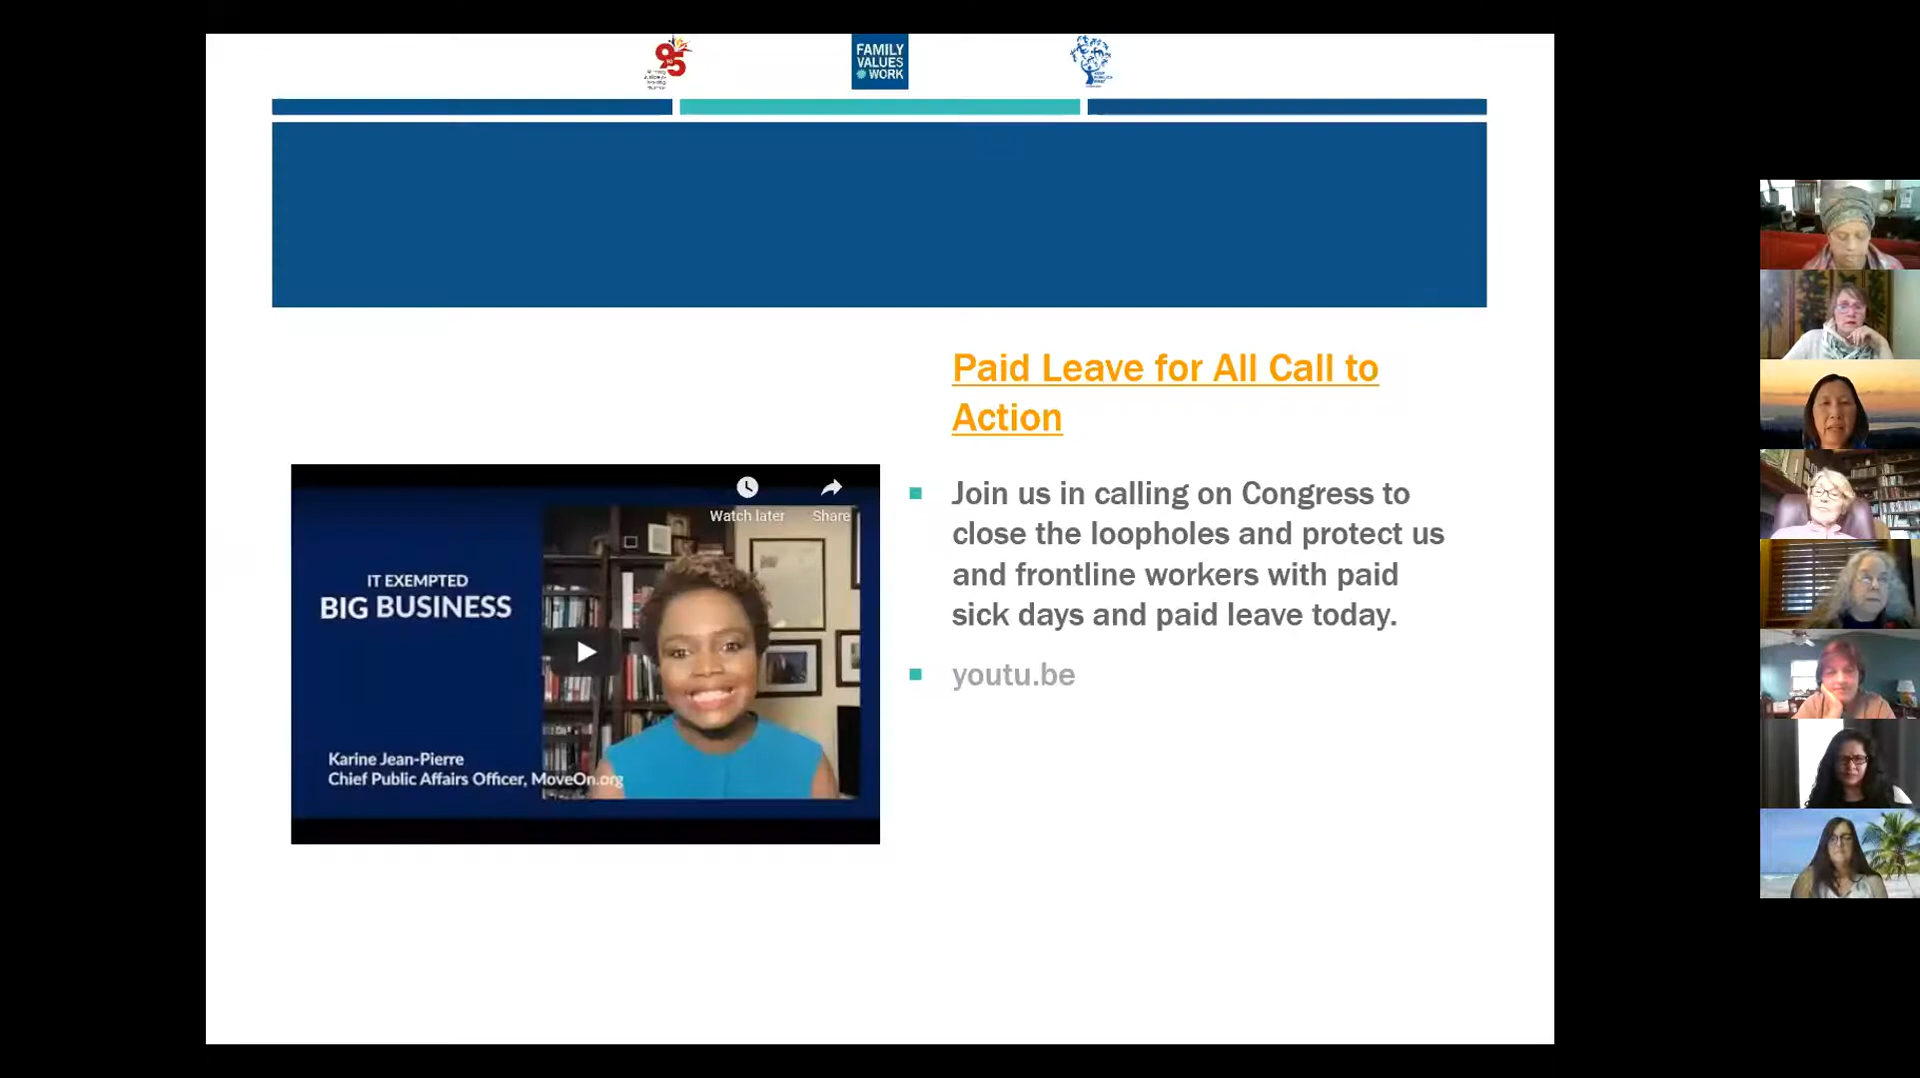 95
FAMILY
VALUES
WORK
Paid Leave for All Call to
Action
Join us in calling on Congress to
close the loopholes and protect us
and frontline workers with paid
sick days and paid leave today.
youtu.be
Watch later
Share
IT EXEMPTED
BIG BUSINESS
Karine Jean-Pierre
Chief Public Affairs Officer, MoveOn.org